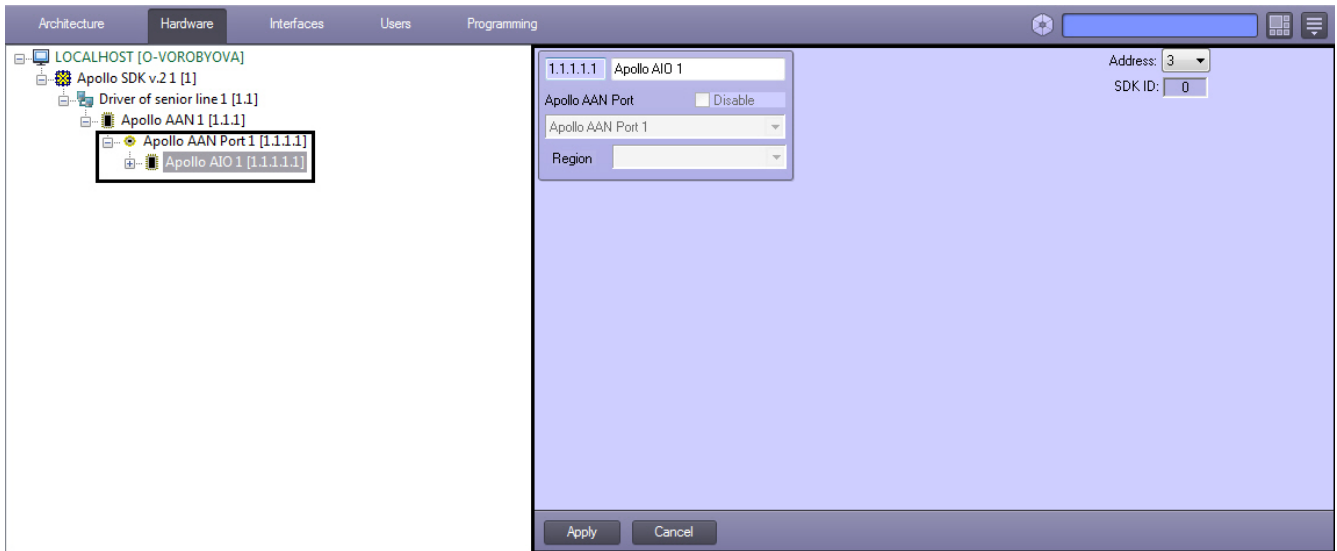 Architecture Hardware Interfaces Users Programming
LOCALHOST [O-VOROBYOVA]
Apollo SDK v.2 1 [1]
Driver of senior line 1 [1.1]
Apollo AAN 1 [1.1.1]
Apollo AAN Port 1 [1.1.1.1]
Apollo AIO 1 [1.1.1.1.1]
1.1.1.1.1 Apollo AIO 1
Apollo AAN Port Disable
Apollo AAN Port 1
Region
Address: 3
SDK ID: 0
Apply Cancel